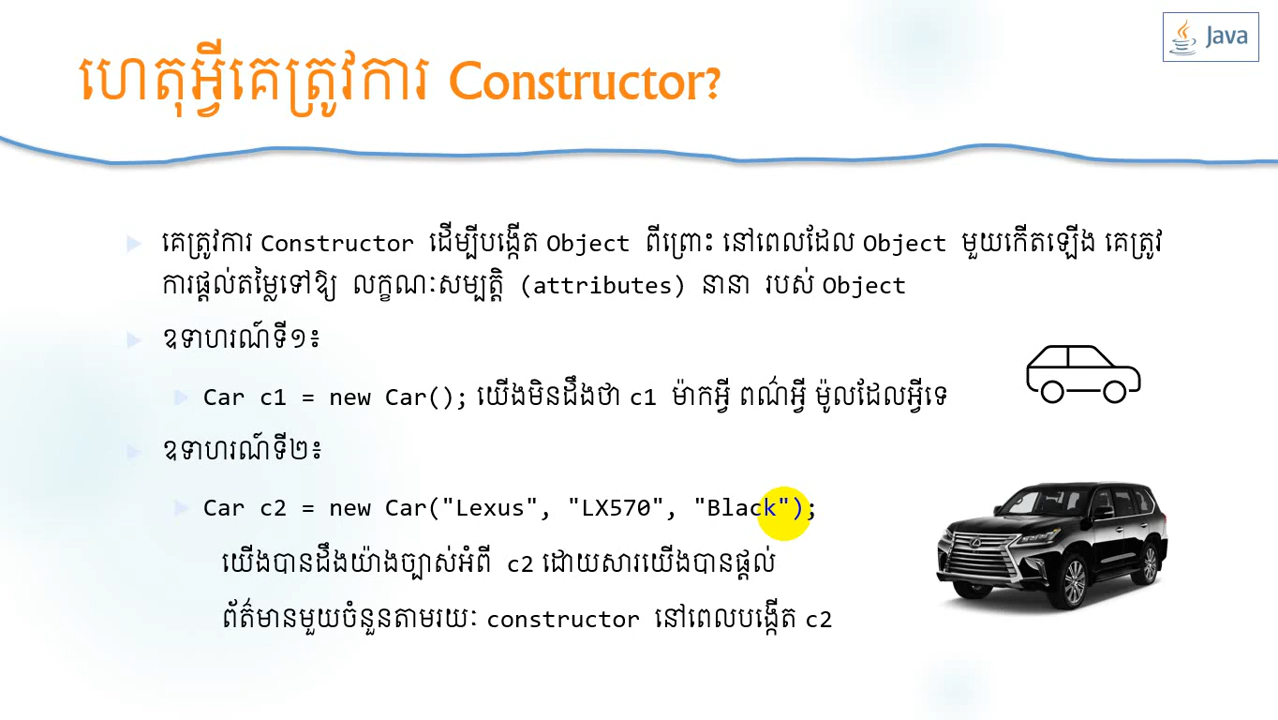 Java
ហេតុអ្វីគេត្រូវការ Constructor?
គេត្រូវការ Constructor ដើម្បីបង្កើត Object ពីព្រោះ នៅពេលដែល Object មួយកើតឡើង គេត្រូវ
ការផ្តល់តម្លៃទៅឱ្យ លក្ខណៈសម្បត្តិ (attributes) នានា របស់ Object
ឧទាហរណ៍ទី១៖
Car c1 = new Car(); យើងមិនដឹងថា c1 ម៉ាកអ្វី ពណ៌អ្វី ម៉ូលដែលអ្វីទេ
ឧទាហរណ៍ទី២៖
Car c2 = new Car("Lexus", "LX570", "Black");
យើងបានដឹងយ៉ាងច្បាស់អំពី c2 ដោយសារយើងបានផ្តល់
ព័ត៌មានមួយចំនួនតាមរយៈ constructor នៅពេលបង្កើត c2